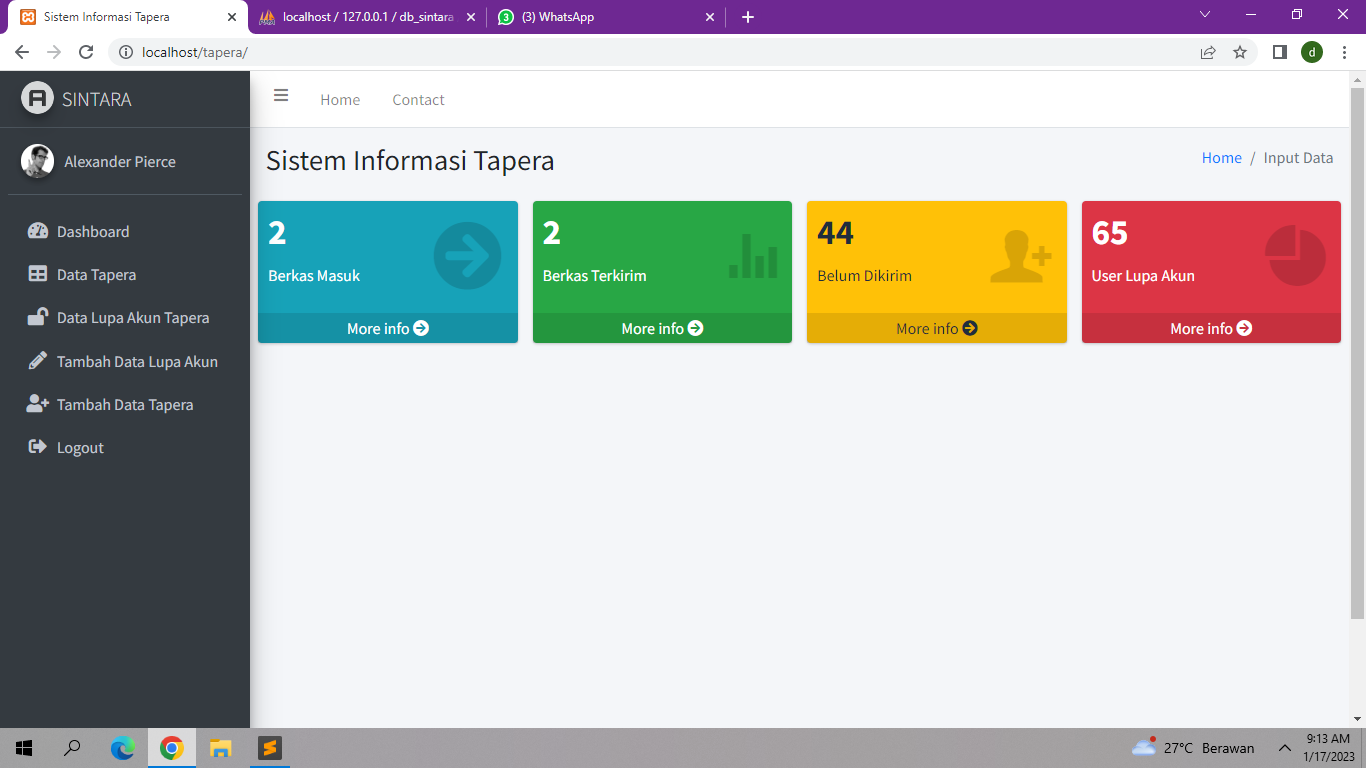 Sistem Informasi Tapera
localhost / 127.0.0.1 / db_sintara
(3) WhatsApp
localhost/tapera/
d
SINTARA
Home
Contact
Alexander Pierce
Sistem Informasi Tapera
Home / Input Data
Dashboard
Data Tapera
Data Lupa Akun Tapera
Tambah Data Lupa Akun
Tambah Data Tapera
Logout
2
Berkas Masuk
More info
2
Berkas Terkirim
More info
44
Belum Dikirim
More info
65
User Lupa Akun
More info
27°C Berawan
9:13 AM
1/17/2023